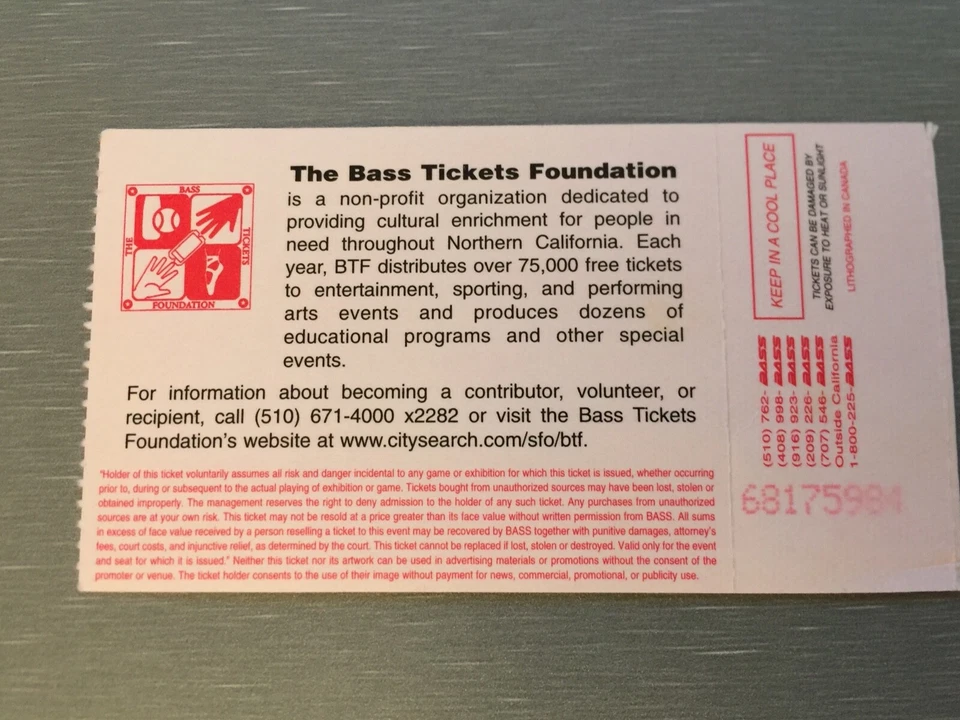 BASS
THE
TICKETS
FOUNDATION
The Bass Tickets Foundation
is a non-profit organization dedicated to
providing cultural enrichment for people in
need throughout Northern California. Each
year, BTF distributes over 75,000 free tickets
to entertainment, sporting, and performing
arts events and produces dozens of
educational programs and other special
events.
For information about becoming a contributor, volunteer, or
recipient, call (510) 671-4000 x2282 or visit the Bass Tickets
Foundation's website at www.citysearch.com/sfo/btf.
"Holder of this ticket voluntarily assumes all risk and danger incidental to any game or exhibition for which this ticket is issued, whether occurring
prior to, during or subsequent to the actual playing of exhibition or game. Tickets bought from unauthorized sources may have been lost, stolen or
obtained improperly. The management reserves the right to deny admission to the holder of any such ticket. Any purchases from unauthorized
sources are at your own risk. This ticket may not be resold at a price greater than its face value without written permission from BASS. All sums
in excess of face value received by a person reselling a ticket to this event may be recovered by BASS together with punitive damages, attorney's
fees, court costs, and injunctive relief, as determined by the court. This ticket cannot be replaced if lost, stolen or destroyed. Valid only for the event
and seat for which it is issued." Neither this ticket nor its artwork can be used in advertising materials or promotions without the consent of the
promoter or venue. The ticket holder consents to the use of their image without payment for news, commercial, promotional, or publicity use.
KEEP IN A COOL PLACE
TICKETS CAN BE DAMAGED BY
EXPOSURE TO HEAT OR SUNLIGHT
LITHOGRAPHED IN CANADA
(510) 762-BASS
(408) 998-BASS
(916) 923-BASS
(209) 226-BASS
(707) 546-BASS
Outside California
1-800-225-BASS
68175984